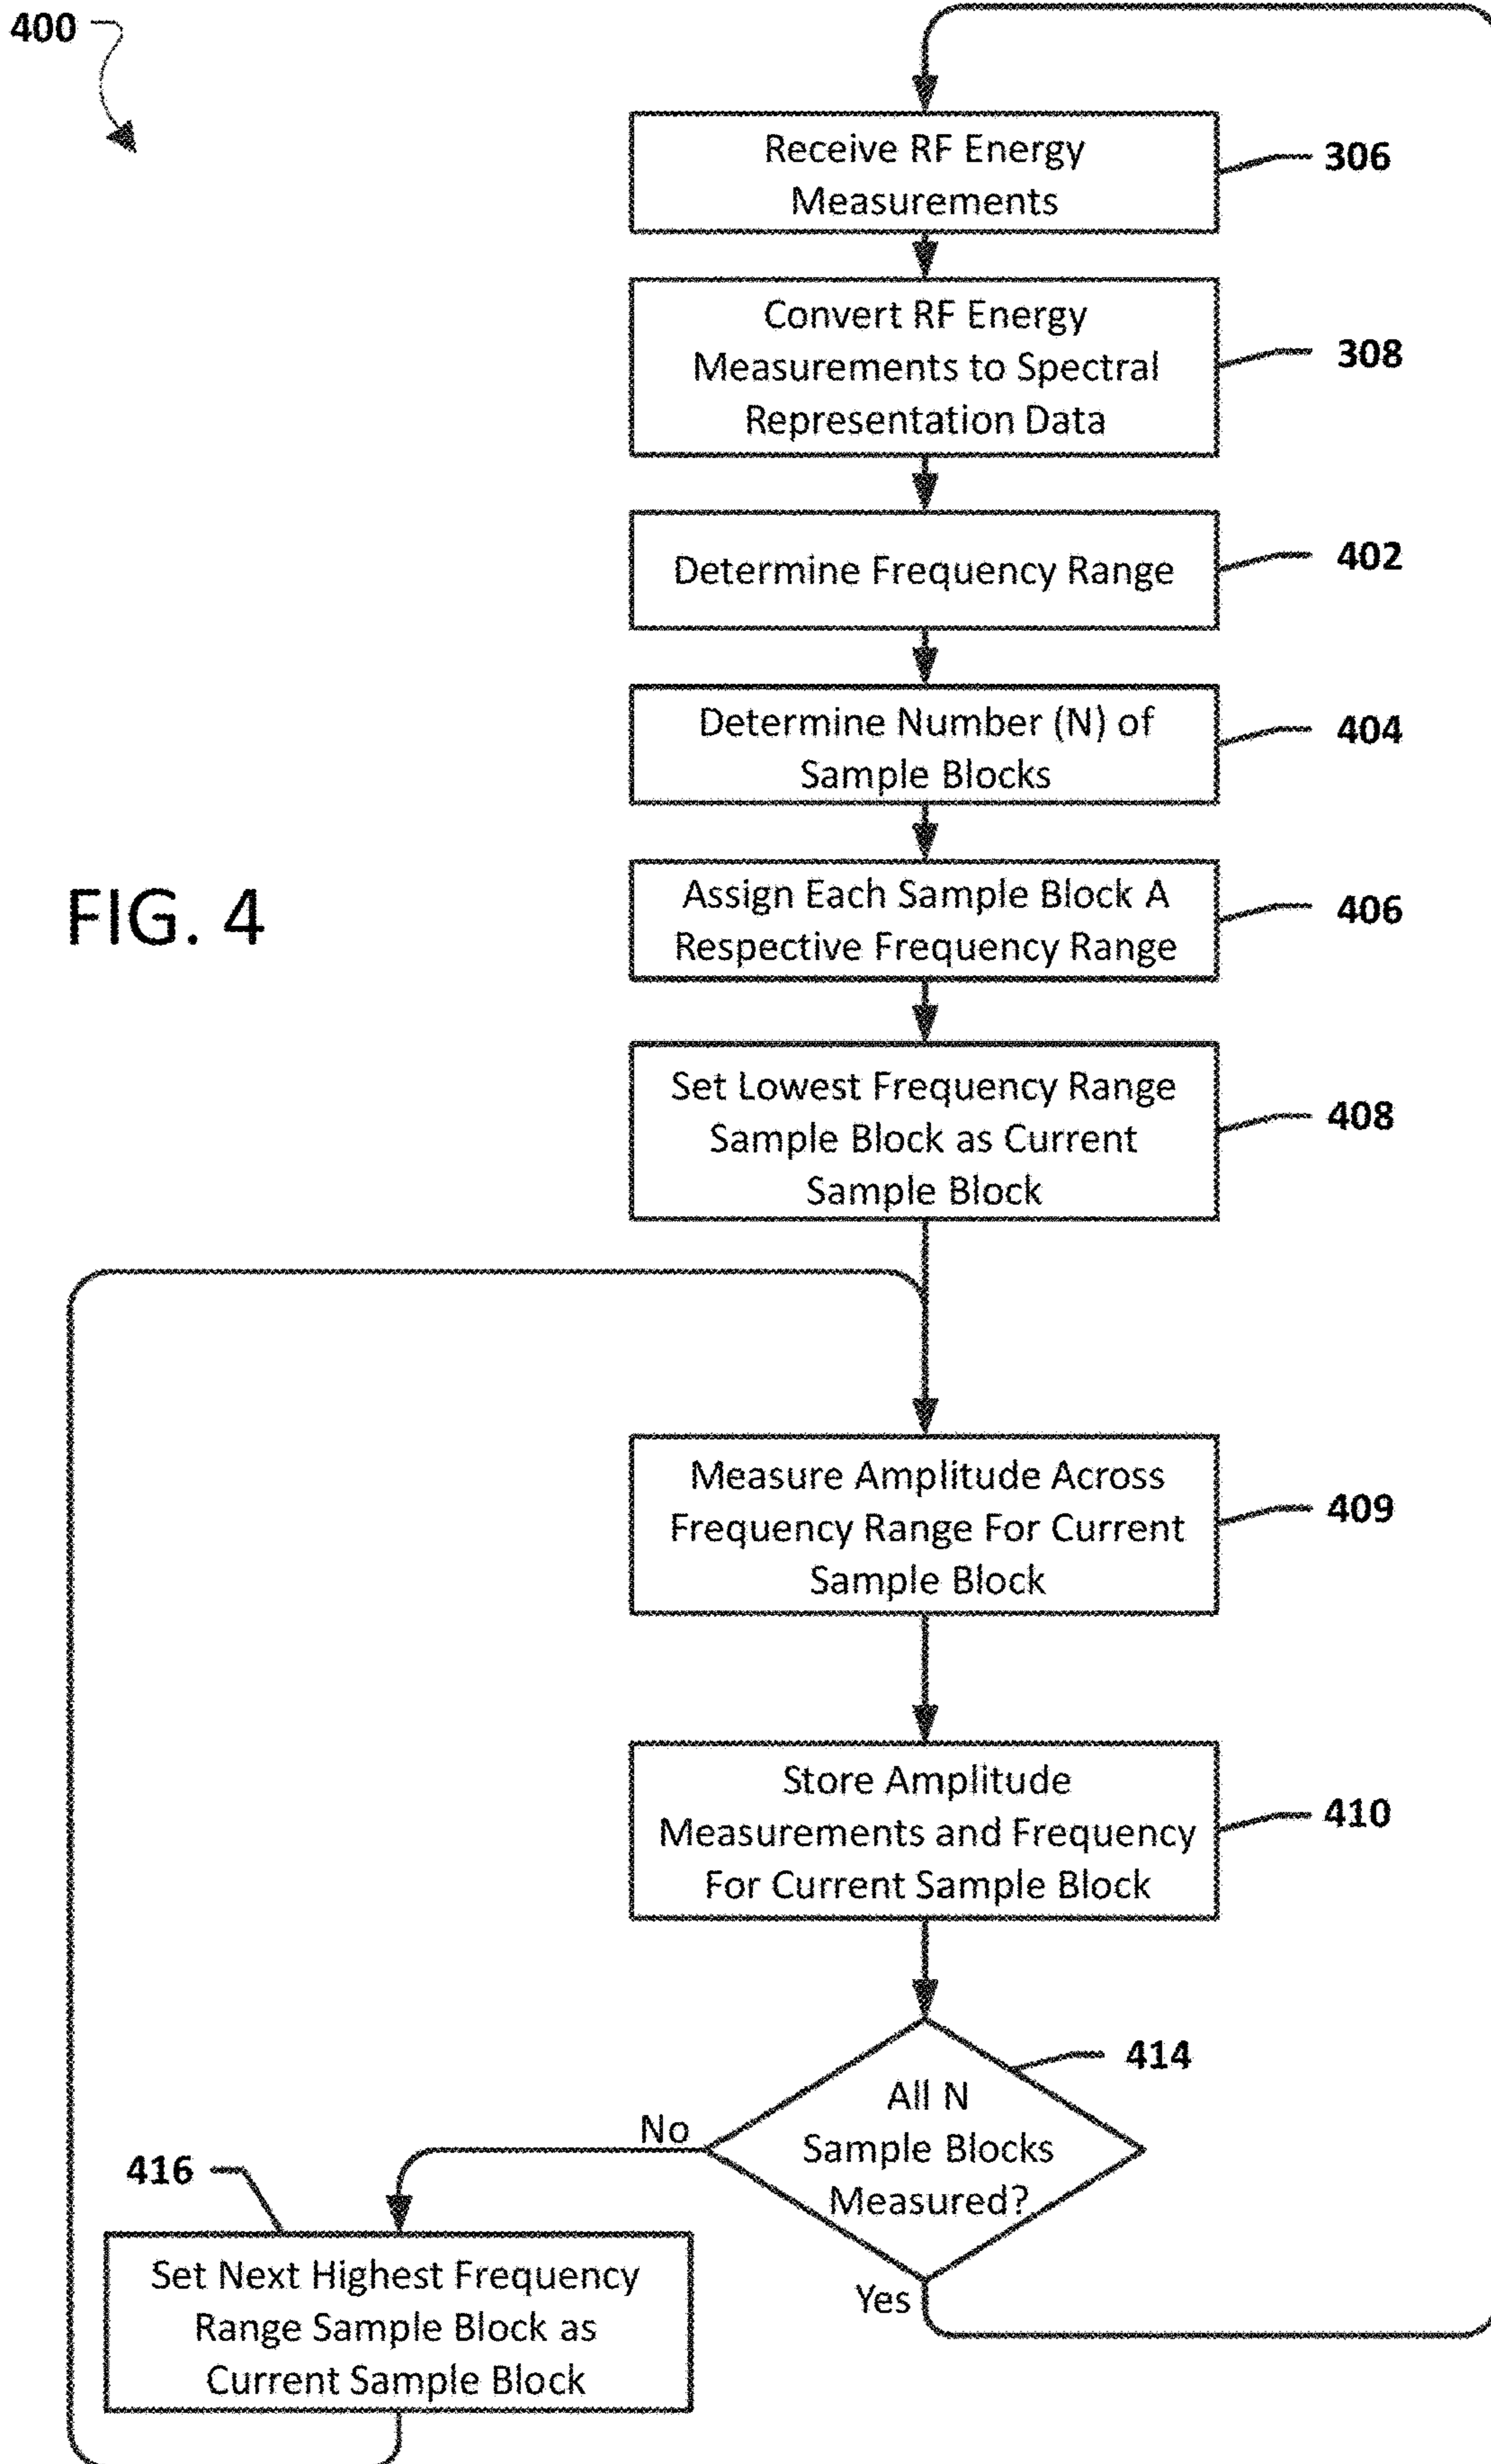 400
Receive RF Energy
Measurements
306
Convert RF Energy
Measurements to Spectral
Representation Data
308
Determine Frequency Range
402
Determine Number (N) of
Sample Blocks
404
Assign Each Sample Block A
Respective Frequency Range
406
FIG. 4
Set Lowest Frequency Range
Sample Block as Current
Sample Block
408
Measure Amplitude Across
Frequency Range For Current
Sample Block
409
Store Amplitude
Measurements and Frequency
For Current Sample Block
410
All N
Sample Blocks
Measured?
414
No
Yes
416
Set Next Highest Frequency
Range Sample Block as
Current Sample Block